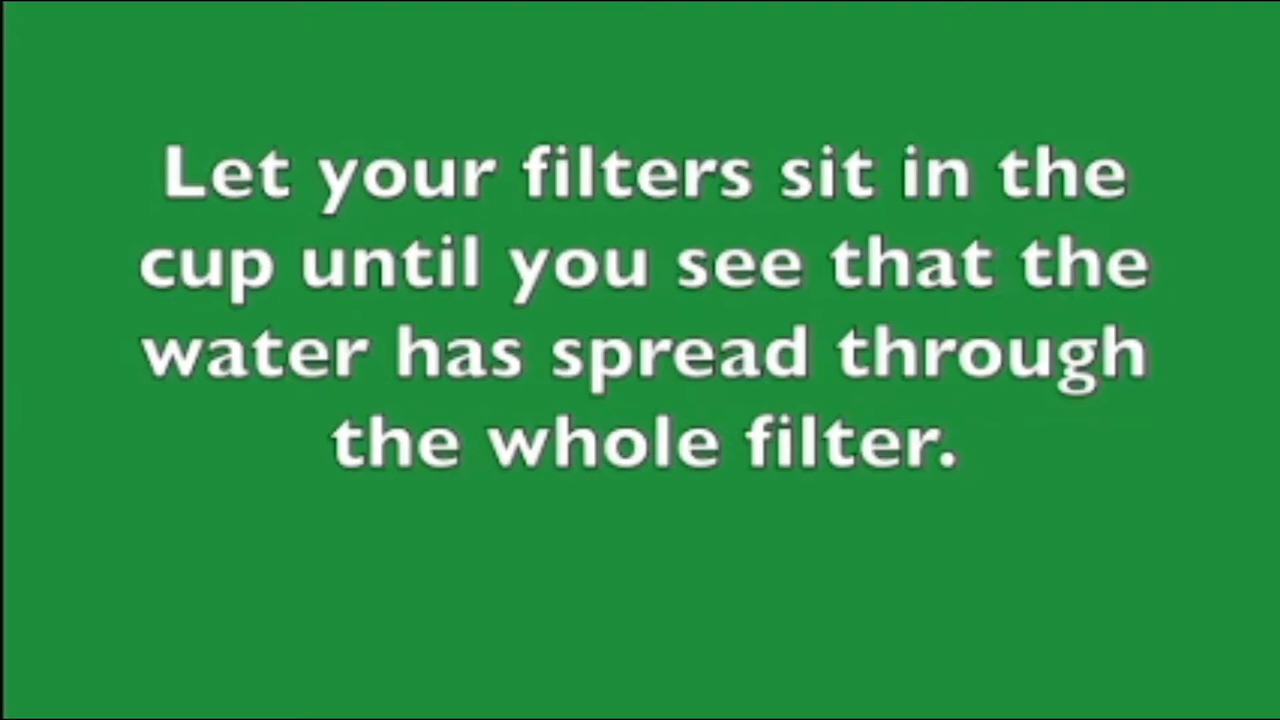 Let your filters sit in the
cup until you see that the
water has spread through
the whole filter.